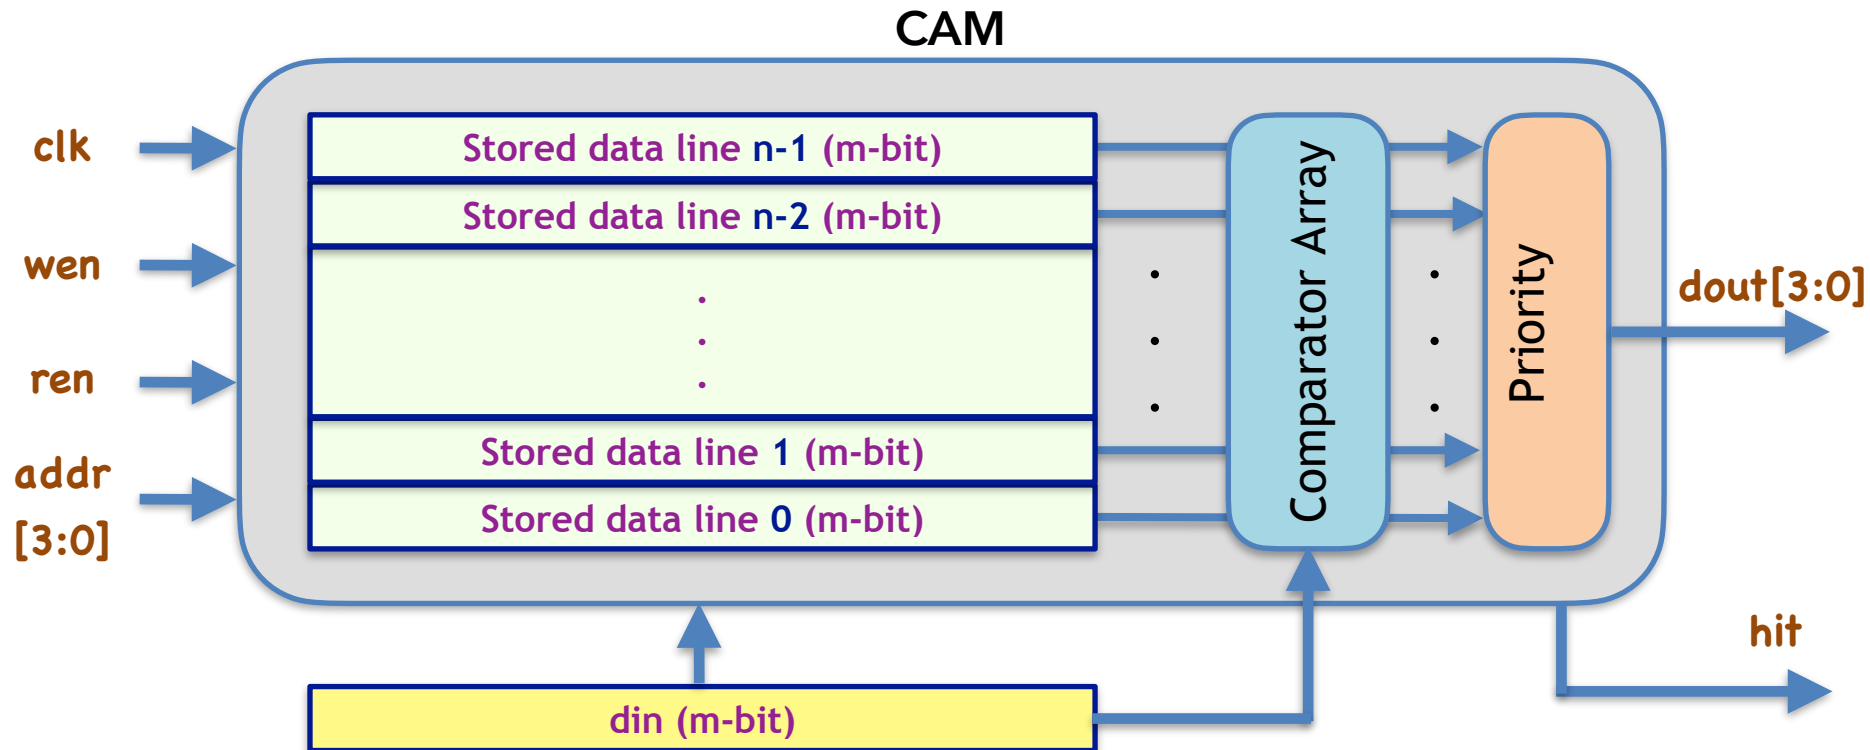 CAM
clk
wen
ren
addr
[3:0]
Stored data line n-1 (m-bit)
Stored data line n-2 (m-bit)
.
.
.
Stored data line 1 (m-bit)
Stored data line 0 (m-bit)
.
.
.
Comparator Array
.
.
.
Priority
dout[3:0]
hit
din (m-bit)